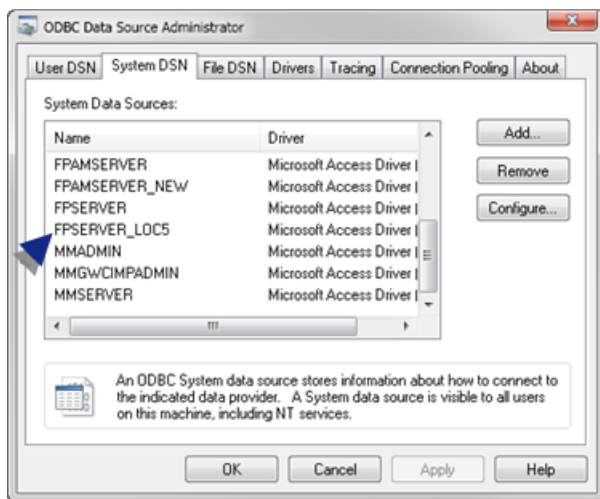 ODBC Data Source Administrator
User DSN System DSN File DSN Drivers Tracing Connection Pooling About
System Data Sources:
Name Driver
FPAMSERVER Microsoft Access Driver (
FPAMSERVER_NEW Microsoft Access Driver (
FPSERVER Microsoft Access Driver (
FPSERVER_LOC5 Microsoft Access Driver (
MMADMIN Microsoft Access Driver (
MMGWCIMPADMIN Microsoft Access Driver (
MMSERVER Microsoft Access Driver (
Add...
Remove
Configure...
An ODBC System data source stores information about how to connect to
the indicated data provider. A System data source is visible to all users
on this machine, including NT services.
OK Cancel Apply Help